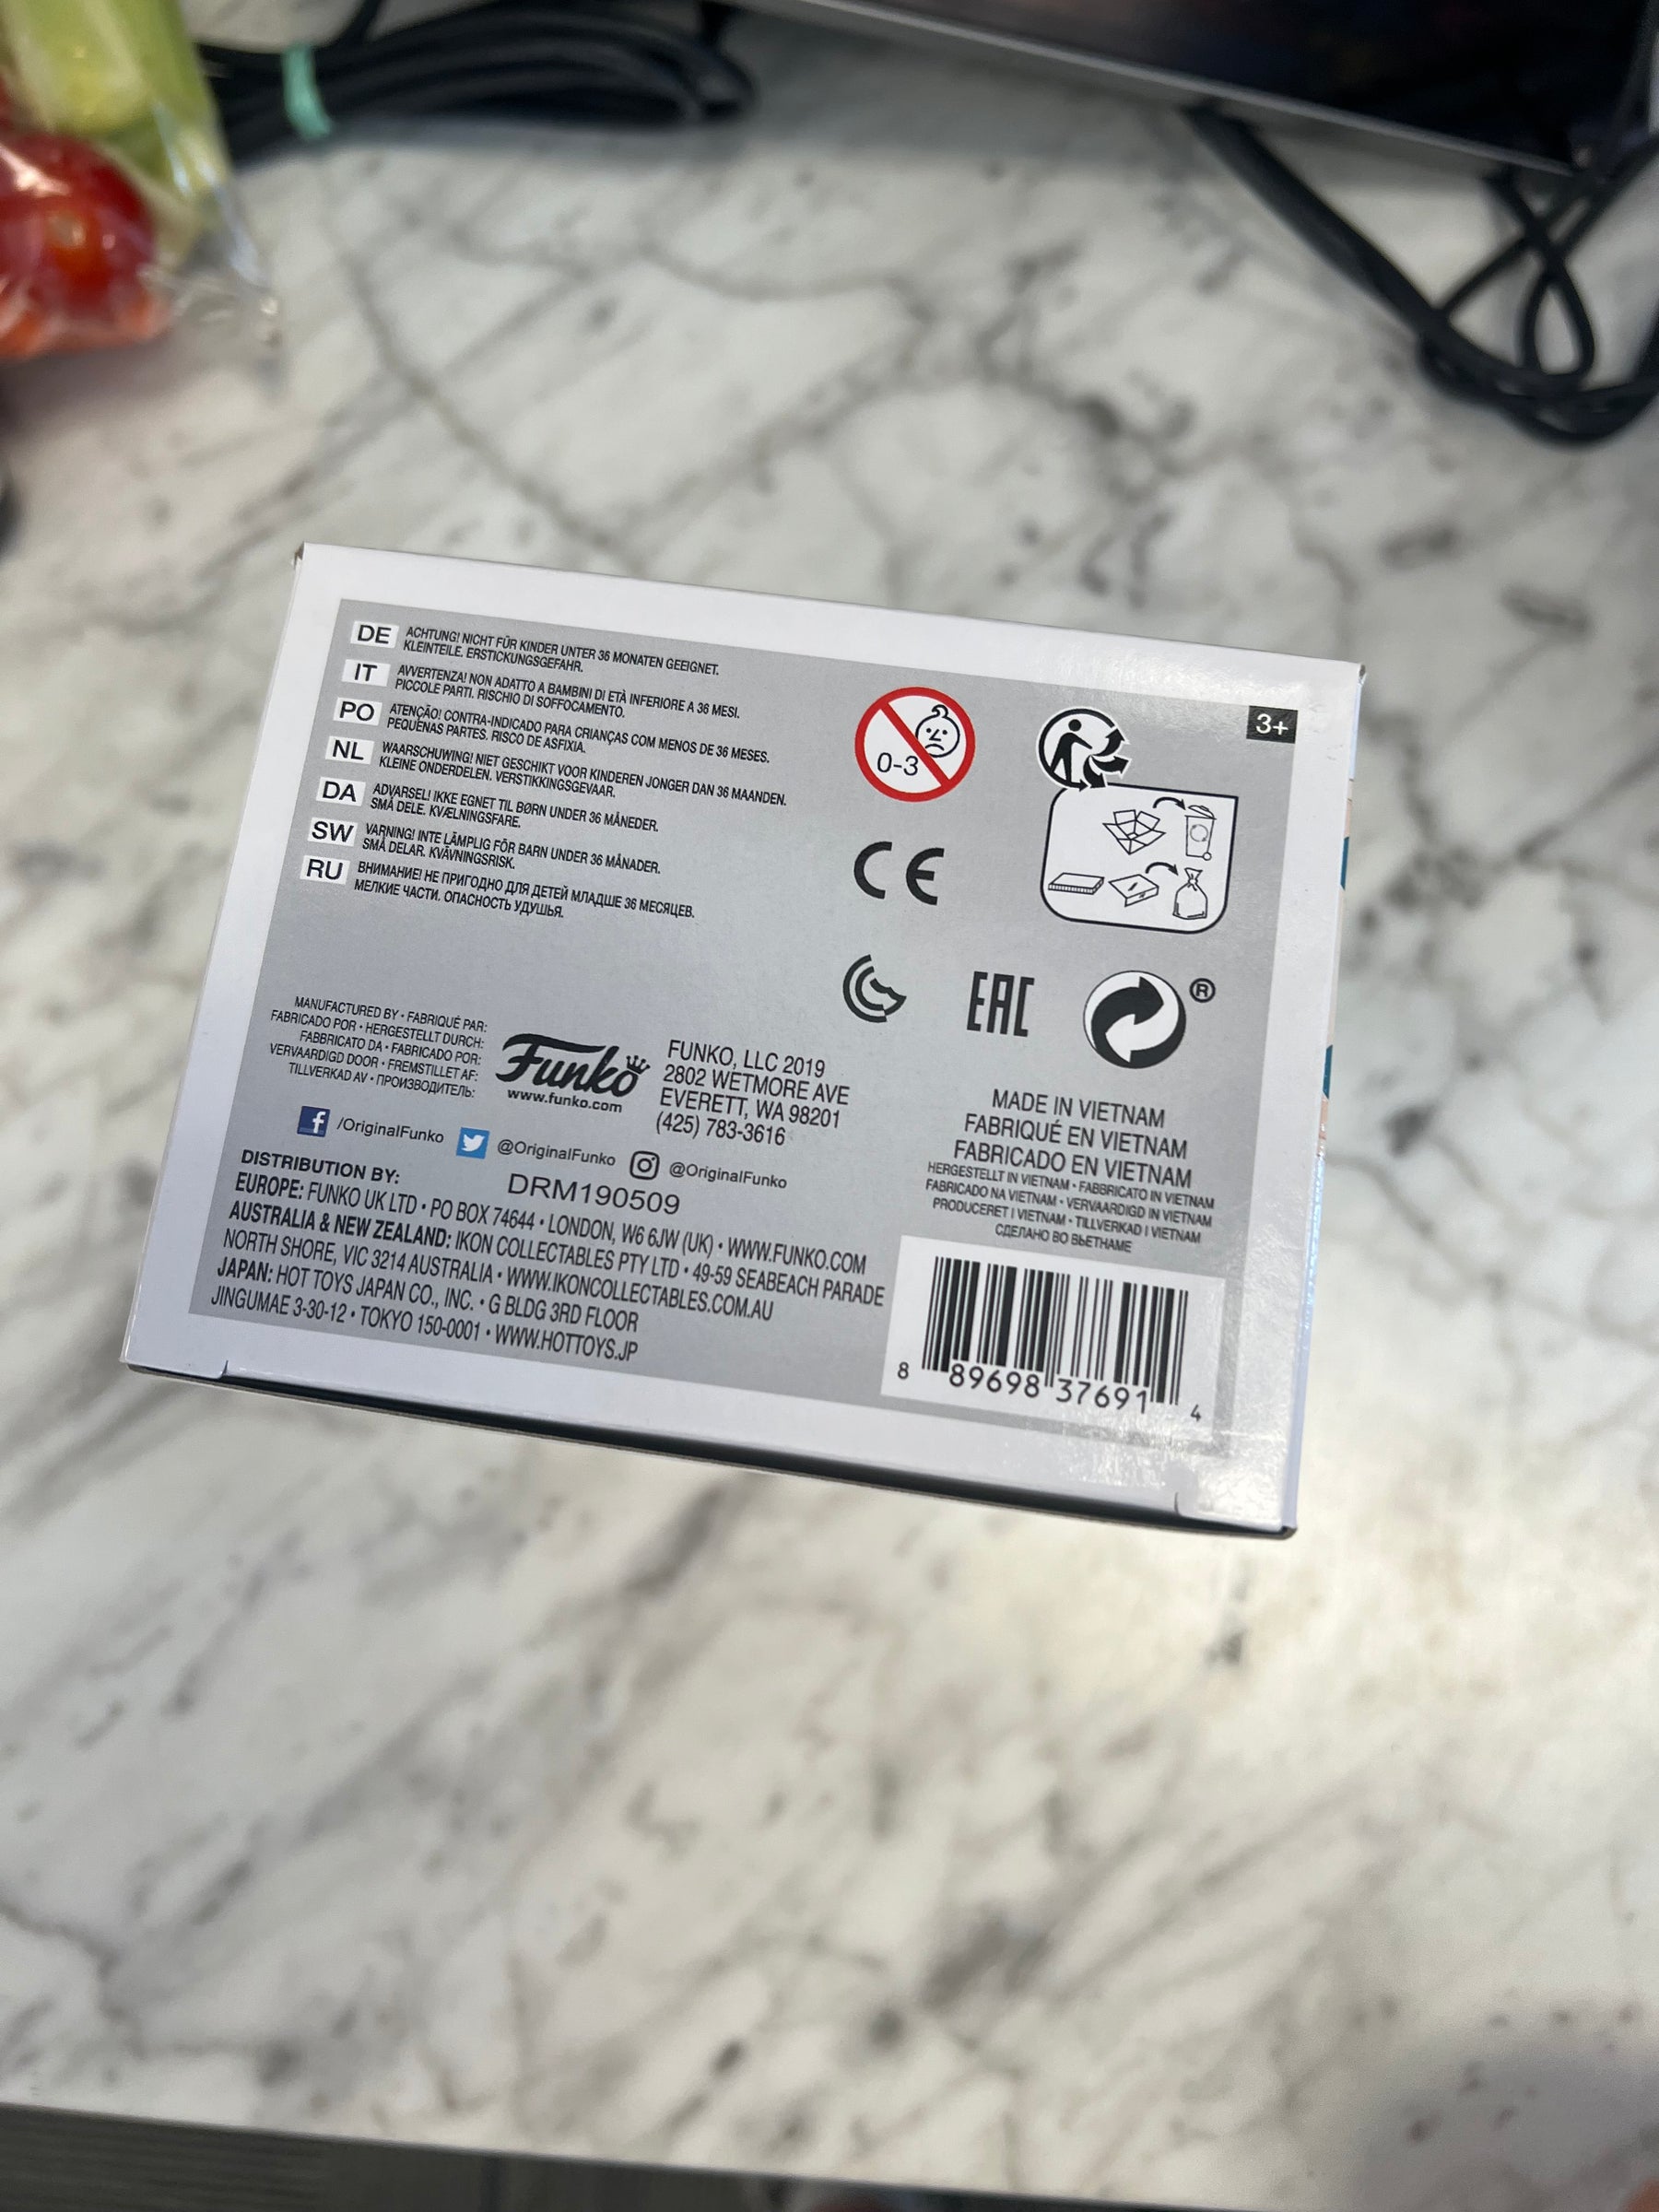 DE ACHTUNG! NICHT FÜR KINDER UNTER 36 MONATEN GEEIGNET.
KLEINTEILE. ERSTICKUNGSGEFAHR.
IT AVVERTENZA! NON ADATTO A BAMBINI DI ETÀ INFERIORE A 36 MESI.
PICCOLE PARTI. RISCHIO DI SOFFOCAMENTO.
PO ATENÇÃO! CONTRA-INDICADO PARA CRIANÇAS COM MENOS DE 36 MESES.
PEQUENAS PARTES. RISCO DE ASFIXIA.
NL WAARSCHUWING! NIET GESCHIKT VOOR KINDEREN JONGER DAN 36 MAANDEN.
KLEINE ONDERDELEN. VERSTIKKINGSGEVAAR.
DA ADVARSEL! IKKE EGNET TIL BØRN UNDER 36 MÅNEDER.
SMÅ DELE. KVÆLNINGSFARE.
SW VARNING! INTE LÄMPLIG FÖR BARN UNDER 36 MÅNADER.
SMÅ DELAR. KVÄVNINGSRISK.
RU ВНИМАНИЕ! НЕ ПРИГОДНО ДЛЯ ДЕТЕЙ МЛАДШЕ 36 МЕСЯЦЕВ.
МЕЛКИЕ ЧАСТИ. ОПАСНОСТЬ УДУШЬЯ.
0-3
3+
CE
EAC
®
MANUFACTURED BY • FABRIQUÉ PAR:
FABRICADO POR • HERGESTELLT DURCH:
FABBRICATO DA • FABRICADO POR:
VERVAARDIGD DOOR • FREMSTILLET AF:
TILLVERKAD AV • ПРОИЗВОДИТЕЛЬ:
Funko
www.funko.com
FUNKO, LLC 2019
2802 WETMORE AVE
EVERETT, WA 98201
(425) 783-3616
/OriginalFunko @OriginalFunko @OriginalFunko
DRM190509
DISTRIBUTION BY:
EUROPE: FUNKO UK LTD • PO BOX 74644 • LONDON, W6 6JW (UK) • WWW.FUNKO.COM
AUSTRALIA & NEW ZEALAND: IKON COLLECTABLES PTY LTD • 49-59 SEABEACH PARADE
NORTH SHORE, VIC 3214 AUSTRALIA • WWW.IKONCOLLECTABLES.COM.AU
JAPAN: HOT TOYS JAPAN CO., INC. • G BLDG 3RD FLOOR
JINGUMAE 3-30-12 • TOKYO 150-0001 • WWW.HOTTOYS.JP
MADE IN VIETNAM
FABRIQUÉ EN VIETNAM
FABRICADO EN VIETNAM
HERGESTELLT IN VIETNAM • FABBRICATO IN VIETNAM
FABRICADO NA VIETNAM • VERVAARDIGD IN VIETNAM
PRODUCERET I VIETNAM • TILLVERKAD I VIETNAM
СДЕЛАНО ВО ВЬЕТНАМЕ
8 89698 37691 4